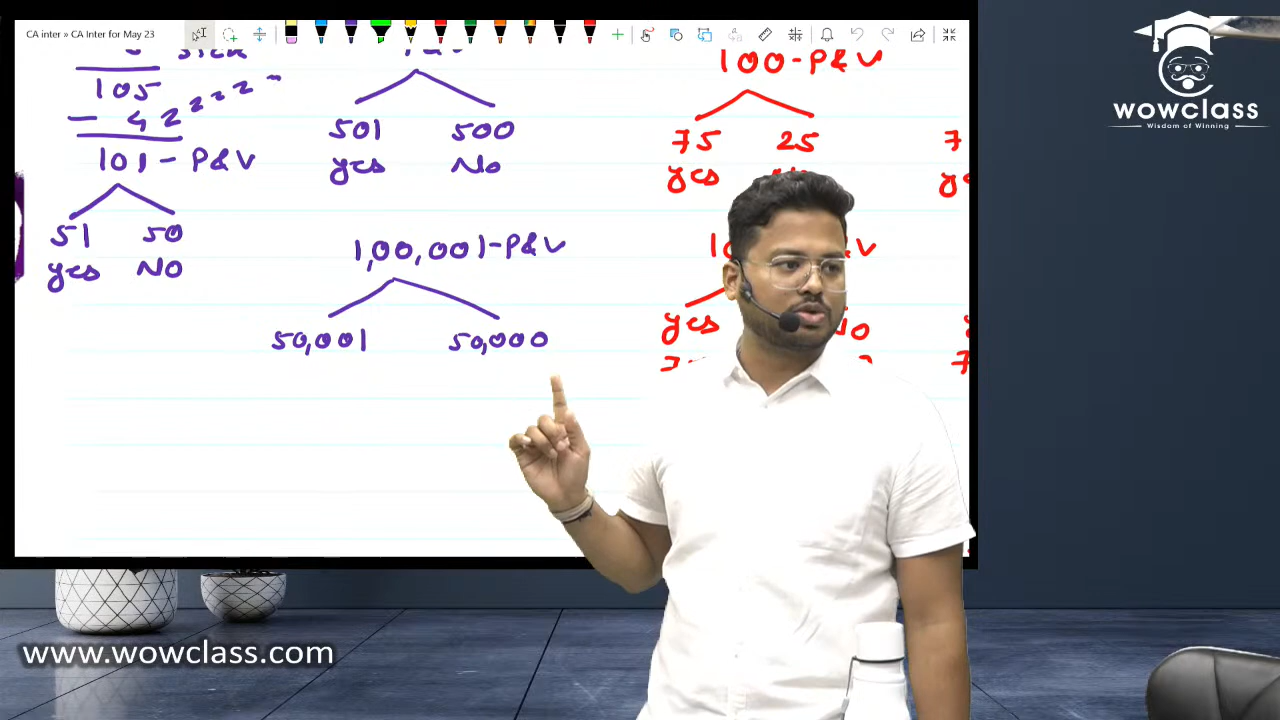 CA inter » CA Inter for May 23
105
- 42
101 - P&V
51 50
yes No
501 500
yes No
1,00,001-P&V
50,001 50,000
100-P&V
75 25
yes
yes
wowclass
Wisdom of Winning
www.wowclass.com